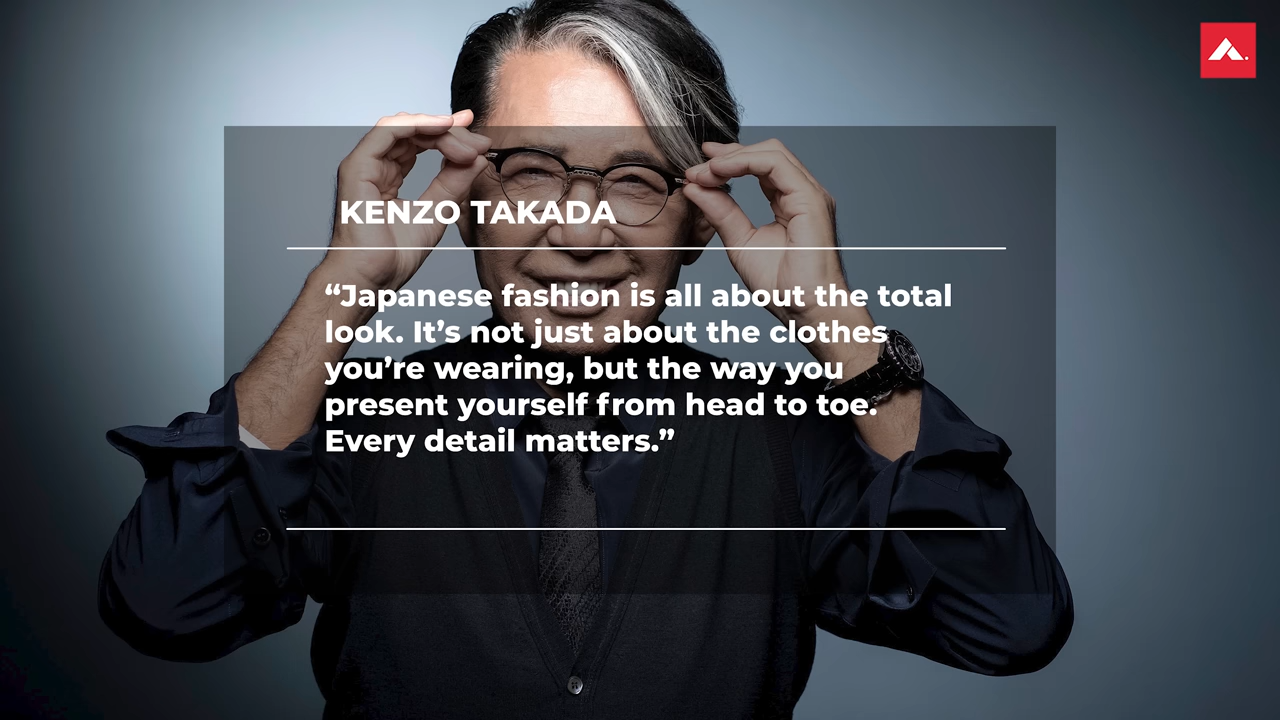 KENZO TAKADA
“Japanese fashion is all about the total
look. It’s not just about the clothes
you’re wearing, but the way you
present yourself from head to toe.
Every detail matters.”